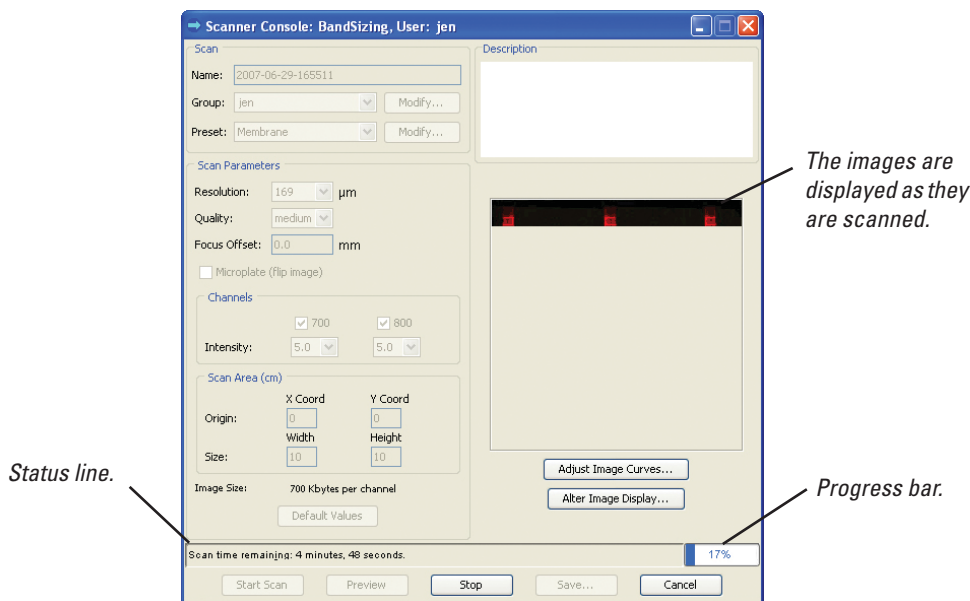 Scanner Console: BandSizing, User: jen
Scan
Name: 2007-06-29-165511
Group: jen Modify...
Preset: Membrane Modify...
Description
Scan Parameters
Resolution: 169 µm
Quality: medium
Focus Offset: 0.0 mm
Microplate (flip image)
Channels
700 800
Intensity: 5.0 5.0
Scan Area (cm)
X Coord Y Coord
Origin: 0 0
Width Height
Size: 10 10
Image Size: 700 Kbytes per channel
Default Values
The images are
displayed as they
are scanned.
Adjust Image Curves...
Alter Image Display...
Status line.
Progress bar.
Scan time remaining: 4 minutes, 48 seconds. 17%
Start Scan Preview Stop Save... Cancel